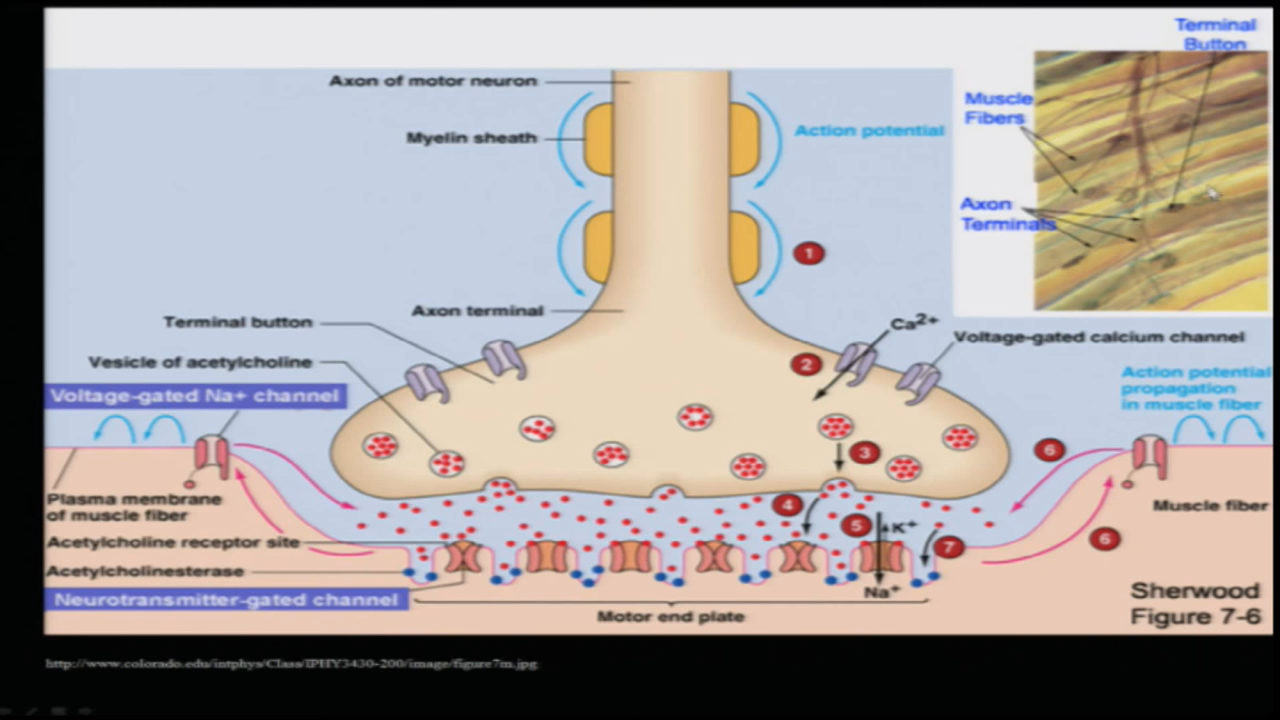 Terminal
Button
Axon of motor neuron
Muscle
Fibers
Myelin sheath
Action potential
Axon
Terminals
1
Axon terminal
Terminal button
Ca2+
Voltage-gated calcium channel
Vesicle of acetylcholine
2
Action potential
propagation
in muscle fiber
Voltage-gated Na+ channel
3
6
Plasma membrane
of muscle fiber
4
Muscle fiber
5
K+
Acetylcholine receptor site
7
6
Acetylcholinesterase
Na+
Neurotransmitter-gated channel
Motor end plate
Sherwood
Figure 7-6
http://www.colorado.edu/intphys/Class/IPHY3430-200/image/figure7m.jpg